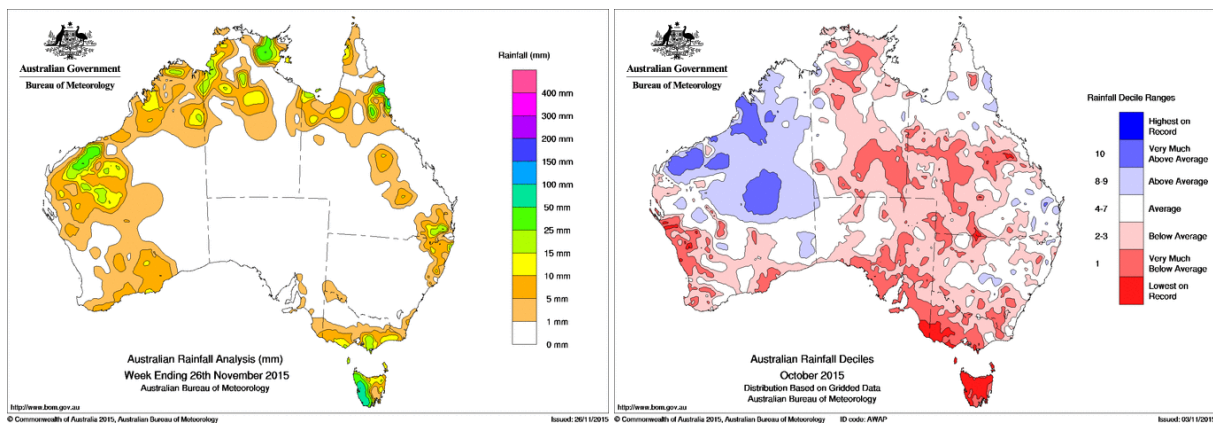 Australian Government
Bureau of Meteorology
Rainfall (mm)
400 mm
300 mm
200 mm
150 mm
100 mm
50 mm
25 mm
15 mm
10 mm
5 mm
1 mm
0 mm
Australian Rainfall Analysis (mm)
Week Ending 26th November 2015
Australian Bureau of Meteorology
http://www.bom.gov.au
© Commonwealth of Australia 2015, Australian Bureau of Meteorology
Issued: 26/11/2015
Australian Government
Bureau of Meteorology
Rainfall Decile Ranges
Highest on
Record
10 Very Much
Above Average
8-9 Above Average
4-7 Average
2-3 Below Average
1 Very Much
Below Average
Lowest on
Record
Australian Rainfall Deciles
October 2015
Distribution Based on Gridded Data
Australian Bureau of Meteorology
http://www.bom.gov.au
© Commonwealth of Australia 2015, Australian Bureau of Meteorology ID code: AWAP
Issued: 03/11/2015